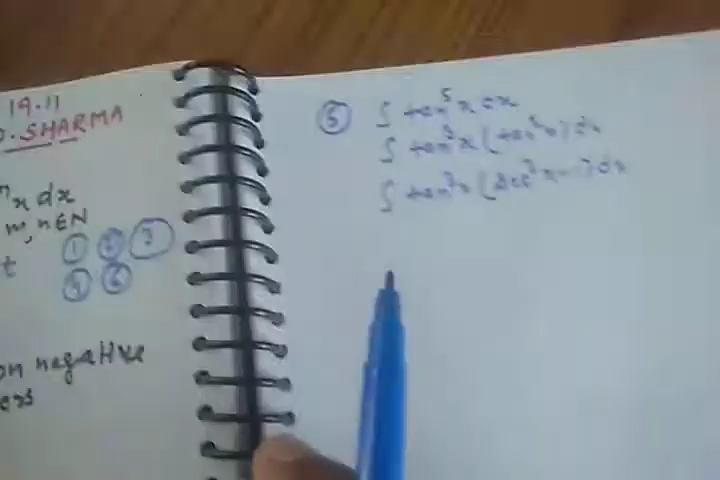 19.11
D. SHARMA
x dx
m, n ∈ N
t
① ② ③
⑤ ⑥
on negative
ers
⑤ ∫ tan⁵x dx
∫ tan³x (tan²x) dx
∫ tan³x (sec²x - 1) dx